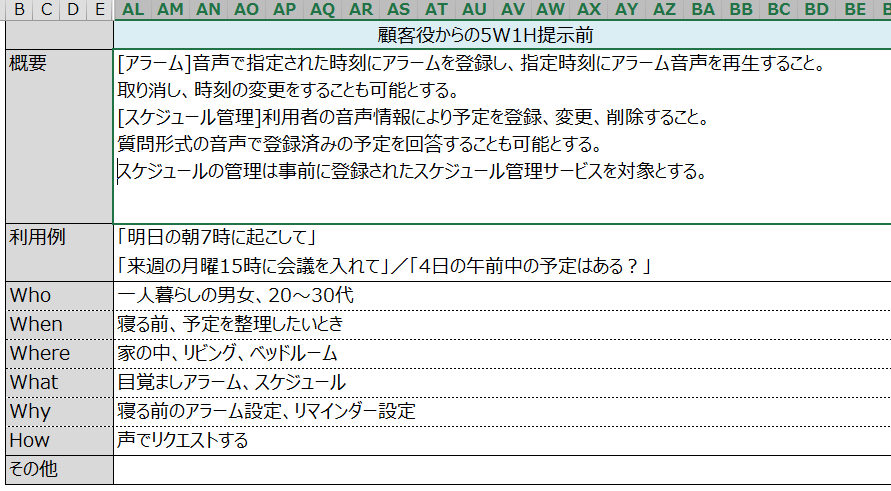 B C D E AL AM AN AO AP AQ AR AS AT AU AV AW AX AY AZ BA BB BC BD BE
顧客役からの5W1H提示前
概要
[アラーム]音声で指定された時刻にアラームを登録し、指定時刻にアラーム音声を再生すること。
取り消し、時刻の変更をすることも可能とする。
[スケジュール管理]利用者の音声情報により予定を登録、変更、削除すること。
質問形式の音声で登録済みの予定を回答することも可能とする。
スケジュールの管理は事前に登録されたスケジュール管理サービスを対象とする。
利用例 「明日の朝7時に起こして」
「来週の月曜15時に会議を入れて」／「4日の午前中の予定はある？」
Who 一人暮らしの男女、20～30代
When 寝る前、予定を整理したいとき
Where 家の中、リビング、ベッドルーム
What 目覚ましアラーム、スケジュール
Why 寝る前のアラーム設定、リマインダー設定
How 声でリクエストする
その他